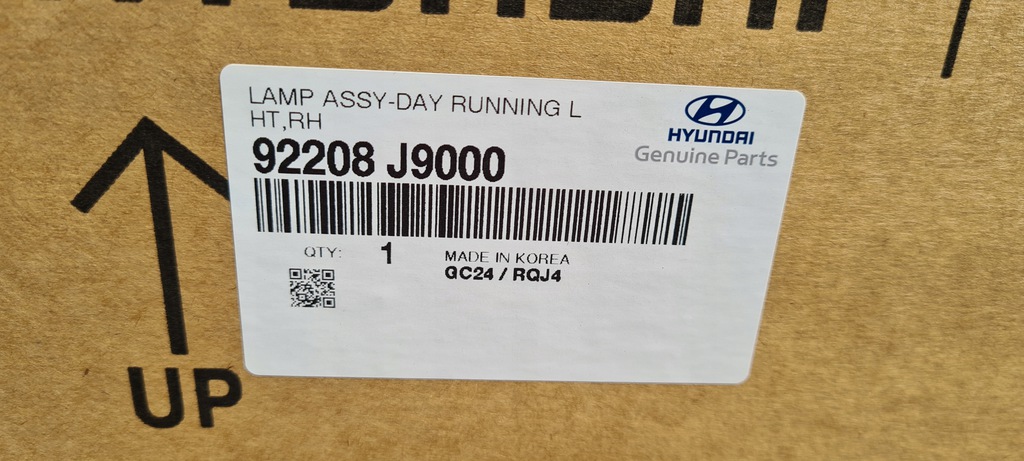 LAMP ASSY-DAY RUNNING L
HT,RH
HYUNDAI
Genuine Parts
92208 J9000
QTY: 1
MADE IN KOREA
GC24 / RQJ4
UP